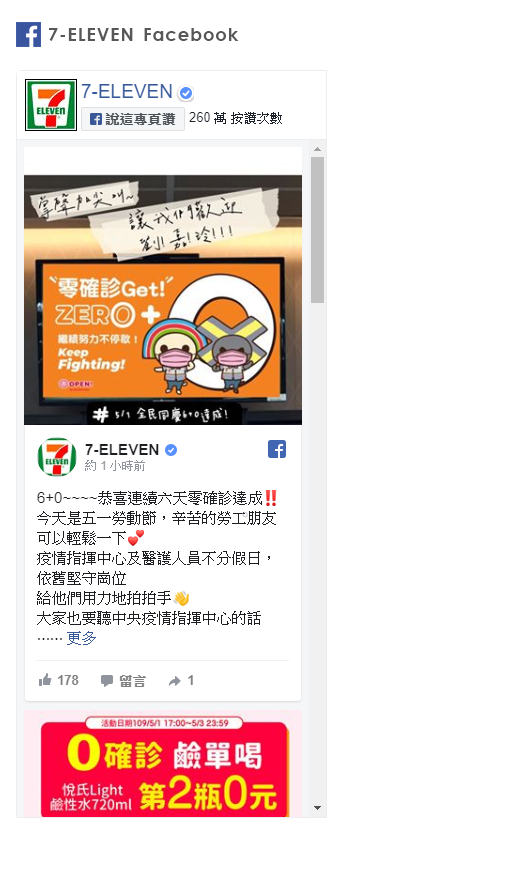 7-ELEVEN Facebook
ELEVEN
7-ELEVEN
說這專頁讚 260 萬 按讚次數
掌聲加尖叫~
讓我們歡迎
劉!嘉!玲!!!
零確診Get!
ZERO+
繼續努力不停歇！
Keep
Fighting!
OPEN!
# 5/1 全民同慶6+0達成!
ELEVEN
7-ELEVEN
約 1 小時前
6+0~~~~恭喜連續六天零確診達成‼️
今天是五一勞動節，辛苦的勞工朋友
可以輕鬆一下💕
疫情指揮中心及醫護人員不分假日，
依舊堅守崗位
給他們用力地拍拍手👋
大家也要聽中央疫情指揮中心的話
…… 更多
178 留言 1
活動日期109/5/1 17:00~5/3 23:59
0確診 鹼單喝
悅氏Light
鹼性水720ml
第2瓶0元